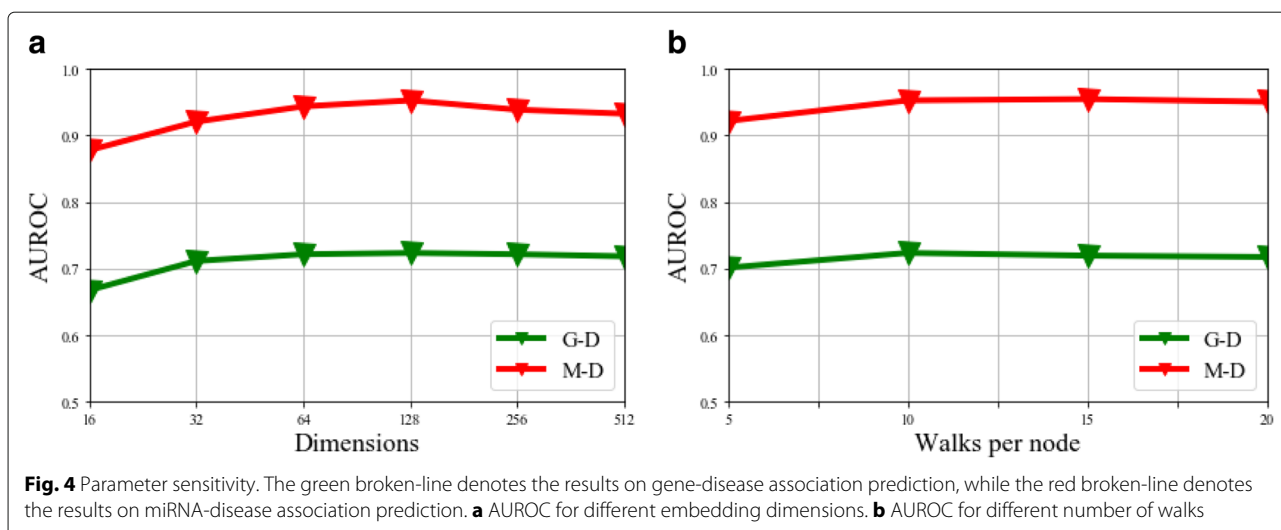 a
1.0
0.9
0.8
0.7
0.6
0.5
AUROC
16 32 64 128 256 512
Dimensions
G-D
M-D
b
1.0
0.9
0.8
0.7
0.6
0.5
AUROC
5 10 15 20
Walks per node
G-D
M-D
Fig. 4 Parameter sensitivity. The green broken-line denotes the results on gene-disease association prediction, while the red broken-line denotes
the results on miRNA-disease association prediction. a AUROC for different embedding dimensions. b AUROC for different number of walks